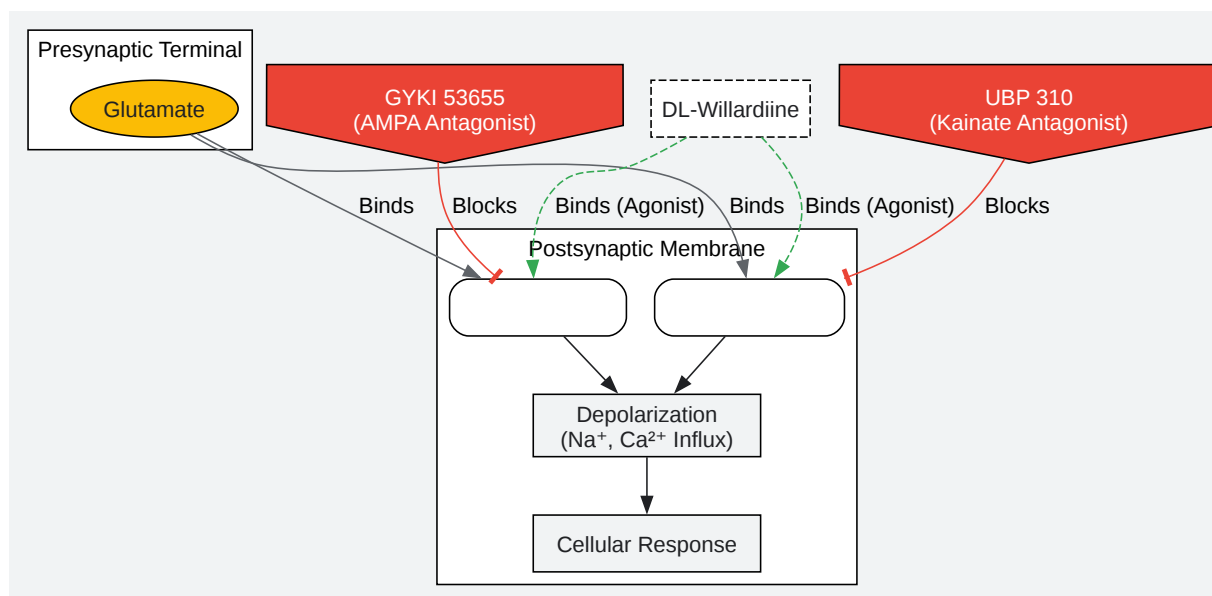 Presynaptic Terminal
Glutamate
GYKI 53655
(AMPA Antagonist)
DL-Willardiine
UBP 310
(Kainate Antagonist)
Binds
Blocks
Binds (Agonist)
Binds
Binds (Agonist)
Blocks
Postsynaptic Membrane
Depolarization
(Na⁺, Ca²⁺ Influx)
Cellular Response